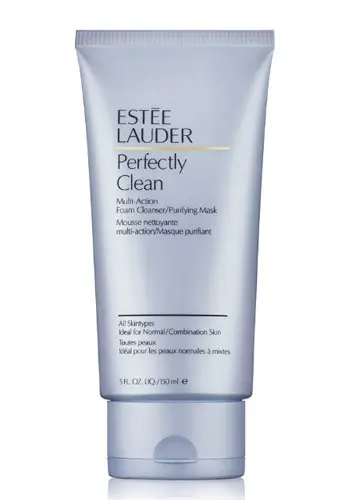 ESTĒE
LAUDER
Perfectly
Clean
Multi-Action
Foam Cleanser/Purifying Mask
Mousse nettoyante
multi-action/Masque purifiant
All Skintypes
Ideal for Normal/Combination Skin
Toutes peaux
Idéal pour les peaux normales à mixtes
5 FL. OZ. LIQ./150 ml e